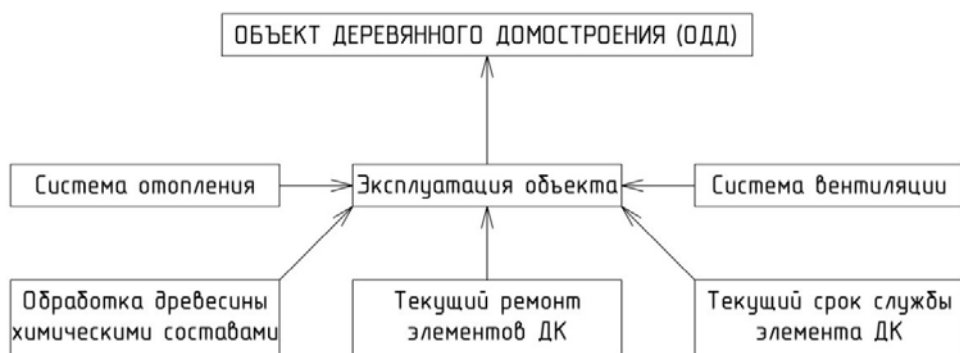 ОБЪЕКТ ДЕРЕВЯННОГО ДОМОСТРОЕНИЯ (ОДД)
Система отопления
Эксплуатация объекта
Система вентиляции
Обработка древесины
химическими составами
Текущий ремонт
элементов ДК
Текущий срок службы
элемента ДК